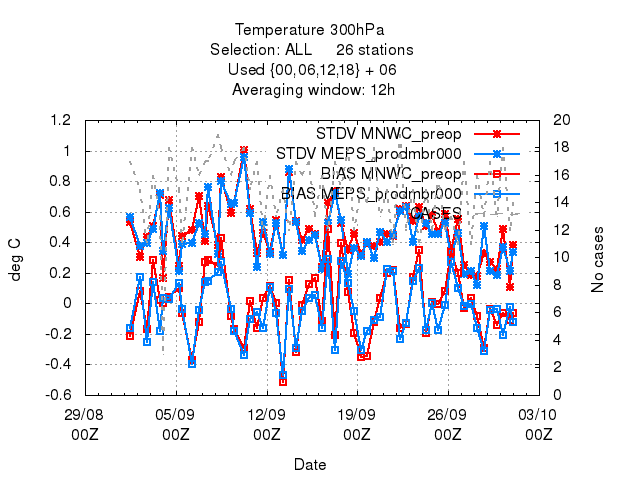 Temperature 300hPa
Selection: ALL 26 stations
Used {00,06,12,18} + 06
Averaging window: 12h
STDV MNWC_preop
STDV MEPS_prodmbr000
BIAS MNWC_preop
BIAS MEPS_prodmbr000
CASES
deg C
1.2
1
0.8
0.6
0.4
0.2
0
-0.2
-0.4
-0.6
No cases
20
18
16
14
12
10
8
6
4
2
0
29/08 05/09 12/09 19/09 26/09 03/10
00Z 00Z 00Z 00Z 00Z 00Z
Date